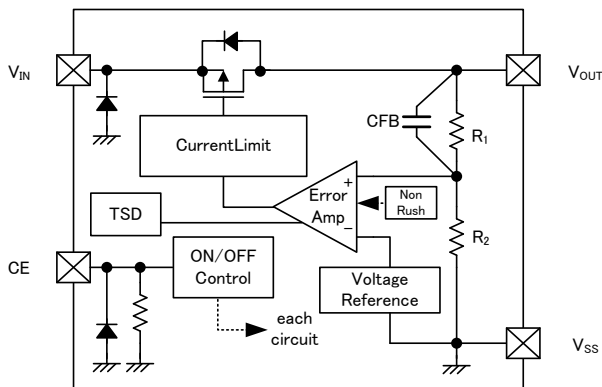 VIN
VOUT
CFB
R1
CurrentLimit
+
Error
Amp
−
Non
Rush
TSD
R2
CE
ON/OFF
Control
Voltage
Reference
each
circuit
VSS